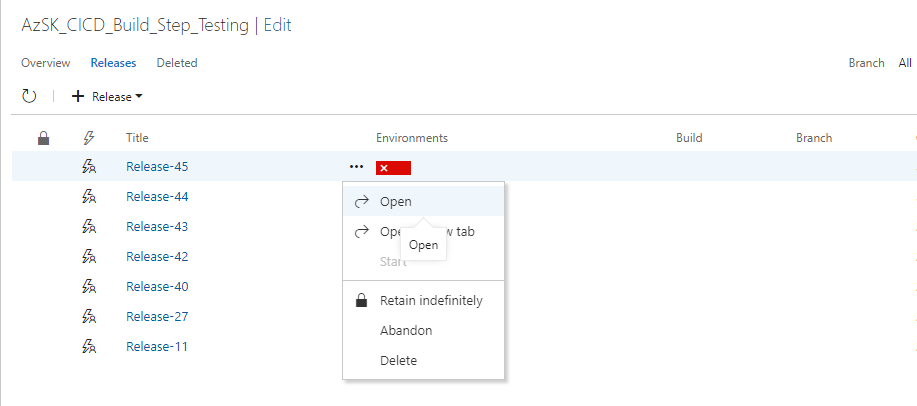 AzSK_CICD_Build_Step_Testing | Edit
Overview Releases Deleted Branch All
+ Release
Title Environments Build Branch
Release-45 •••
Release-44
Release-43
Release-42
Release-40
Release-27
Release-11
Open
Ope w tab
Open
Start
Retain indefinitely
Abandon
Delete